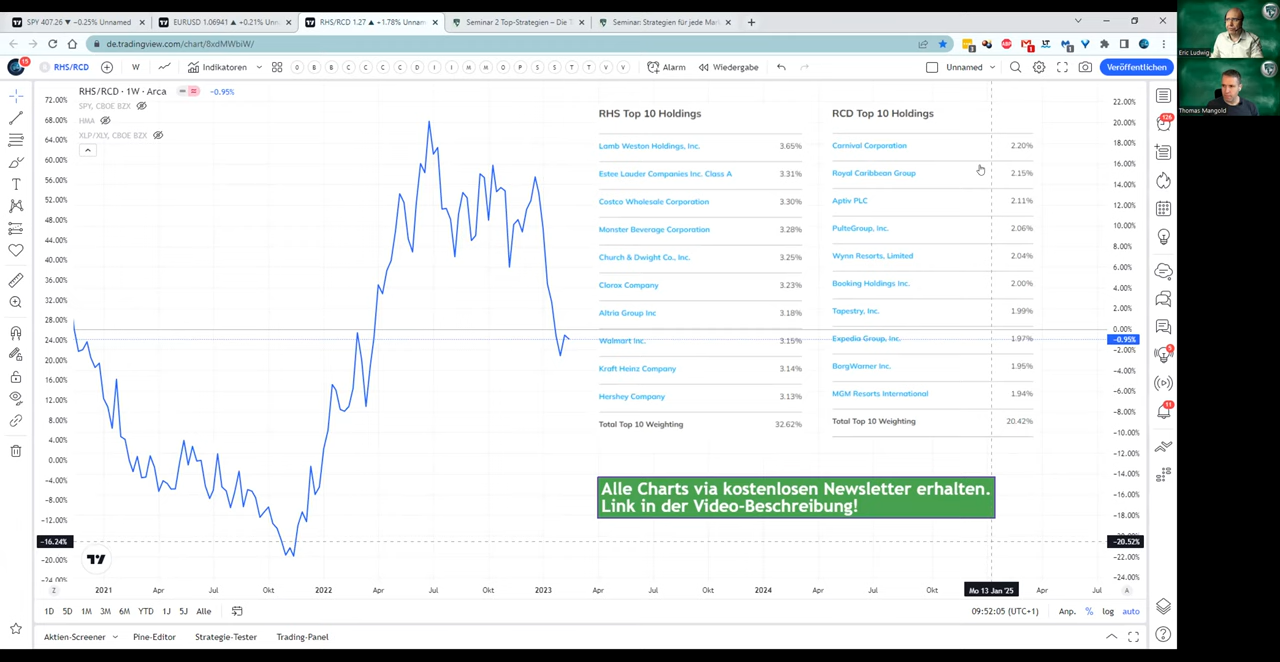 SPY 407.26 ▲ −0.25% Unnamed
EURUSD 1.06941 ▲ +0.21% Unnam
RHS/RCD 1.27 ▲ +1.78% Unnam
Seminar 2 Top-Strategien – Die T
Seminar: Strategien für jede Mar
de.tradingview.com/chart/8xdMWbiW/
Eric Ludwig
Thomas Mangold
15
RHS/RCD
W
Indikatoren
O B B C C C D I I M M O P S S T T V V
Alarm
Wiedergabe
Unnamed
Veröffentlichen
RHS/RCD · 1W · Arca
−0.95%
SPY, CBOE BZX
HMA
XLP/XLY, CBOE BZX
72.00%
68.00%
64.00%
60.00%
56.00%
52.00%
48.00%
44.00%
40.00%
36.00%
32.00%
28.00%
24.00%
20.00%
16.00%
12.00%
8.00%
4.00%
0.00%
−4.00%
−8.00%
−12.00%
−16.24%
−20.00%
−24.00%
RHS Top 10 Holdings
Lamb Weston Holdings, Inc. 3.65%
Estee Lauder Companies Inc. Class A 3.31%
Costco Wholesale Corporation 3.30%
Monster Beverage Corporation 3.28%
Church & Dwight Co., Inc. 3.25%
Clorox Company 3.23%
Altria Group Inc 3.18%
Walmart Inc. 3.15%
Kraft Heinz Company 3.14%
Hershey Company 3.13%
Total Top 10 Weighting 32.62%
RCD Top 10 Holdings
Carnival Corporation 2.20%
Royal Caribbean Group 2.15%
Aptiv PLC 2.11%
PulteGroup, Inc. 2.06%
Wynn Resorts, Limited 2.04%
Booking Holdings Inc. 2.00%
Tapestry, Inc. 1.99%
Expedia Group, Inc. 1.97%
BorgWarner Inc. 1.95%
MGM Resorts International 1.94%
Total Top 10 Weighting 20.42%
Alle Charts via kostenlosen Newsletter erhalten.
Link in der Video-Beschreibung!
22.00%
20.00%
18.00%
16.00%
14.00%
12.00%
10.00%
8.00%
6.00%
4.00%
2.00%
0.00%
−0.95%
−2.00%
−4.00%
−6.00%
−8.00%
−10.00%
−12.00%
−14.00%
−16.00%
−18.00%
−20.52%
−22.00%
−24.00%
126
5
11
Z 2021 Apr Jul Okt 2022 Apr Jul Okt 2023 Apr Jul Okt 2024 Apr Jul Okt Mo 13 Jan '25 Apr Jul A
1D 5D 1M 3M 6M YTD 1J 5J Alle
09:52:05 (UTC+1) Anp. % log auto
Aktien-Screener Pine-Editor Strategie-Tester Trading-Panel